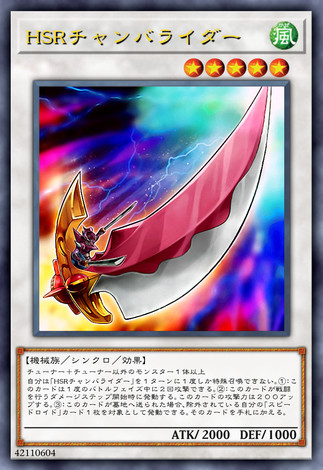 HSRチャンバライダー
風
【機械族／シンクロ／効果】
チューナー＋チューナー以外のモンスター１体以上
自分は「HSRチャンバライダー」を１ターンに１度しか特殊召喚できない。①：こ
のカードは１度のバトルフェイズ中に２回攻撃できる。②：このカードが戦闘
を行うダメージステップ開始時に発動する。このカードの攻撃力は２００アッ
プする。③：このカードが墓地へ送られた場合、除外されている自分の「スピー
ドロイド」カード１枚を対象として発動できる。そのカードを手札に加える。
ATK/ 2000 DEF/1000
42110604